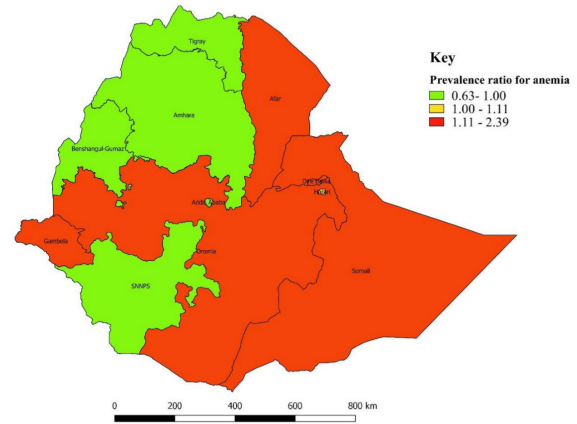 Tigray
Key
Prevalence ratio for anemia
0.63- 1.00
1.00 - 1.11
1.11 - 2.39
Afar
Amhara
Benshangul-Gumaz
Dire Dawa
Harari
Addis Ababa
Gambela
Oromia
Somali
SNNPS
0 200 400 600 800 km